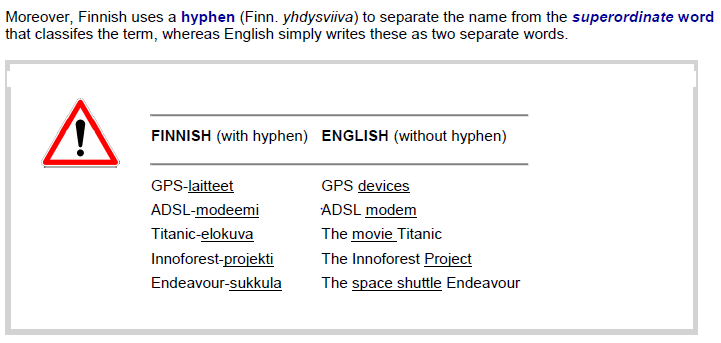 Moreover, Finnish uses a hyphen (Finn. yhdysviiva) to separate the name from the superordinate word
that classifes the term, whereas English simply writes these as two separate words.
FINNISH (with hyphen) ENGLISH (without hyphen)
GPS-laitteet GPS devices
ADSL-modeemi ADSL modem
Titanic-elokuva The movie Titanic
Innoforest-projekti The Innoforest Project
Endeavour-sukkula The space shuttle Endeavour